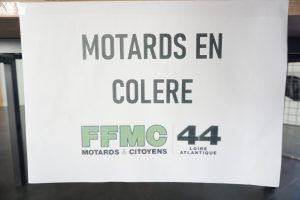 MOTARDS EN
COLERE
FFMC 44
MOTARDS & CITOYENS LOIRE
ATLANTIQUE